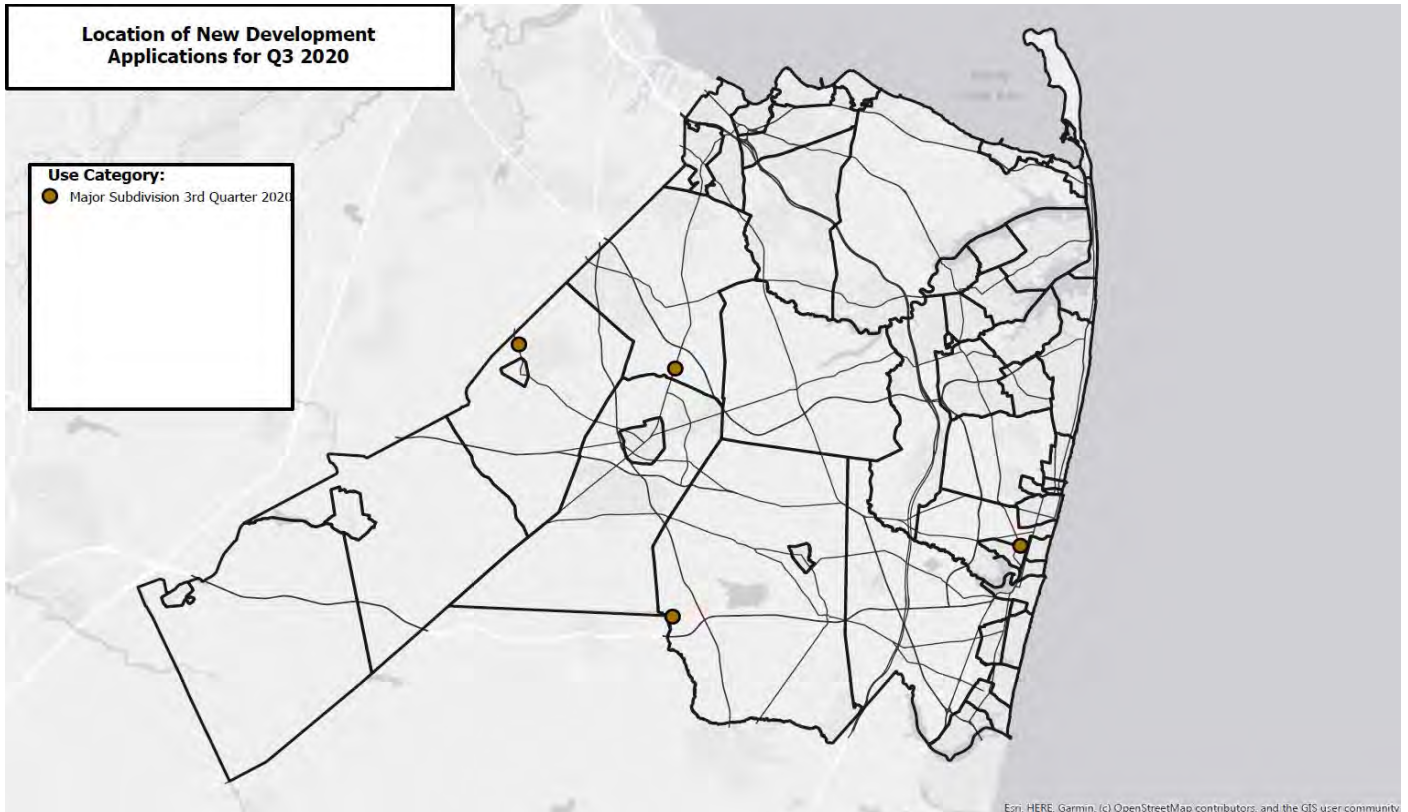 Location of New Development
Applications for Q3 2020
Use Category:
Major Subdivision 3rd Quarter 2020
Esri, HERE, Garmin, (c) OpenStreetMap contributors, and the GIS user community